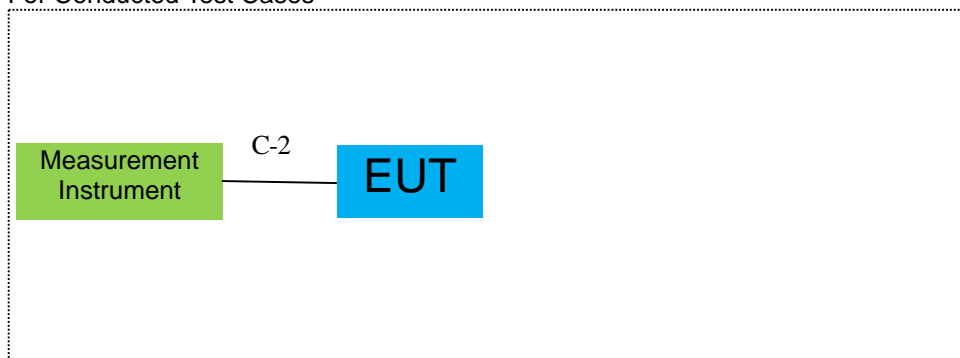 For Conducted Test Cases
C-2
Measurement
Instrument
EUT